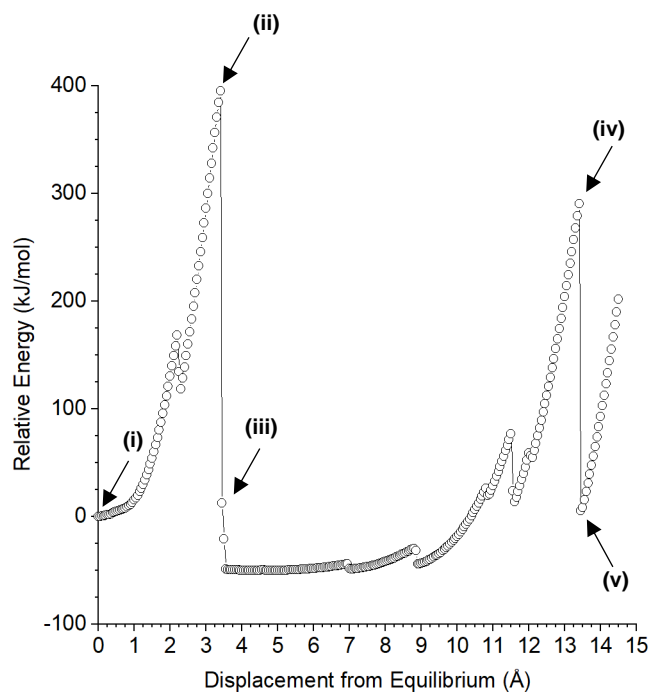 (ii)
400
(iv)
300
200
Relative Energy (kJ/mol)
100
(i)
(iii)
0
(v)
-100
0 1 2 3 4 5 6 7 8 9 10 11 12 13 14 15
Displacement from Equilibrium (Å)